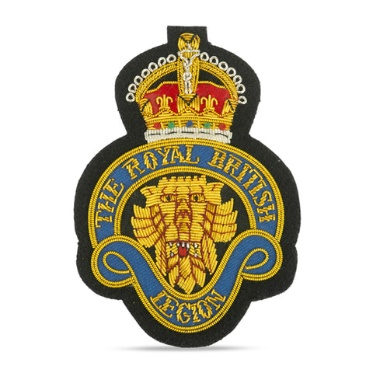 THE ROYAL BRITISH
LEGION